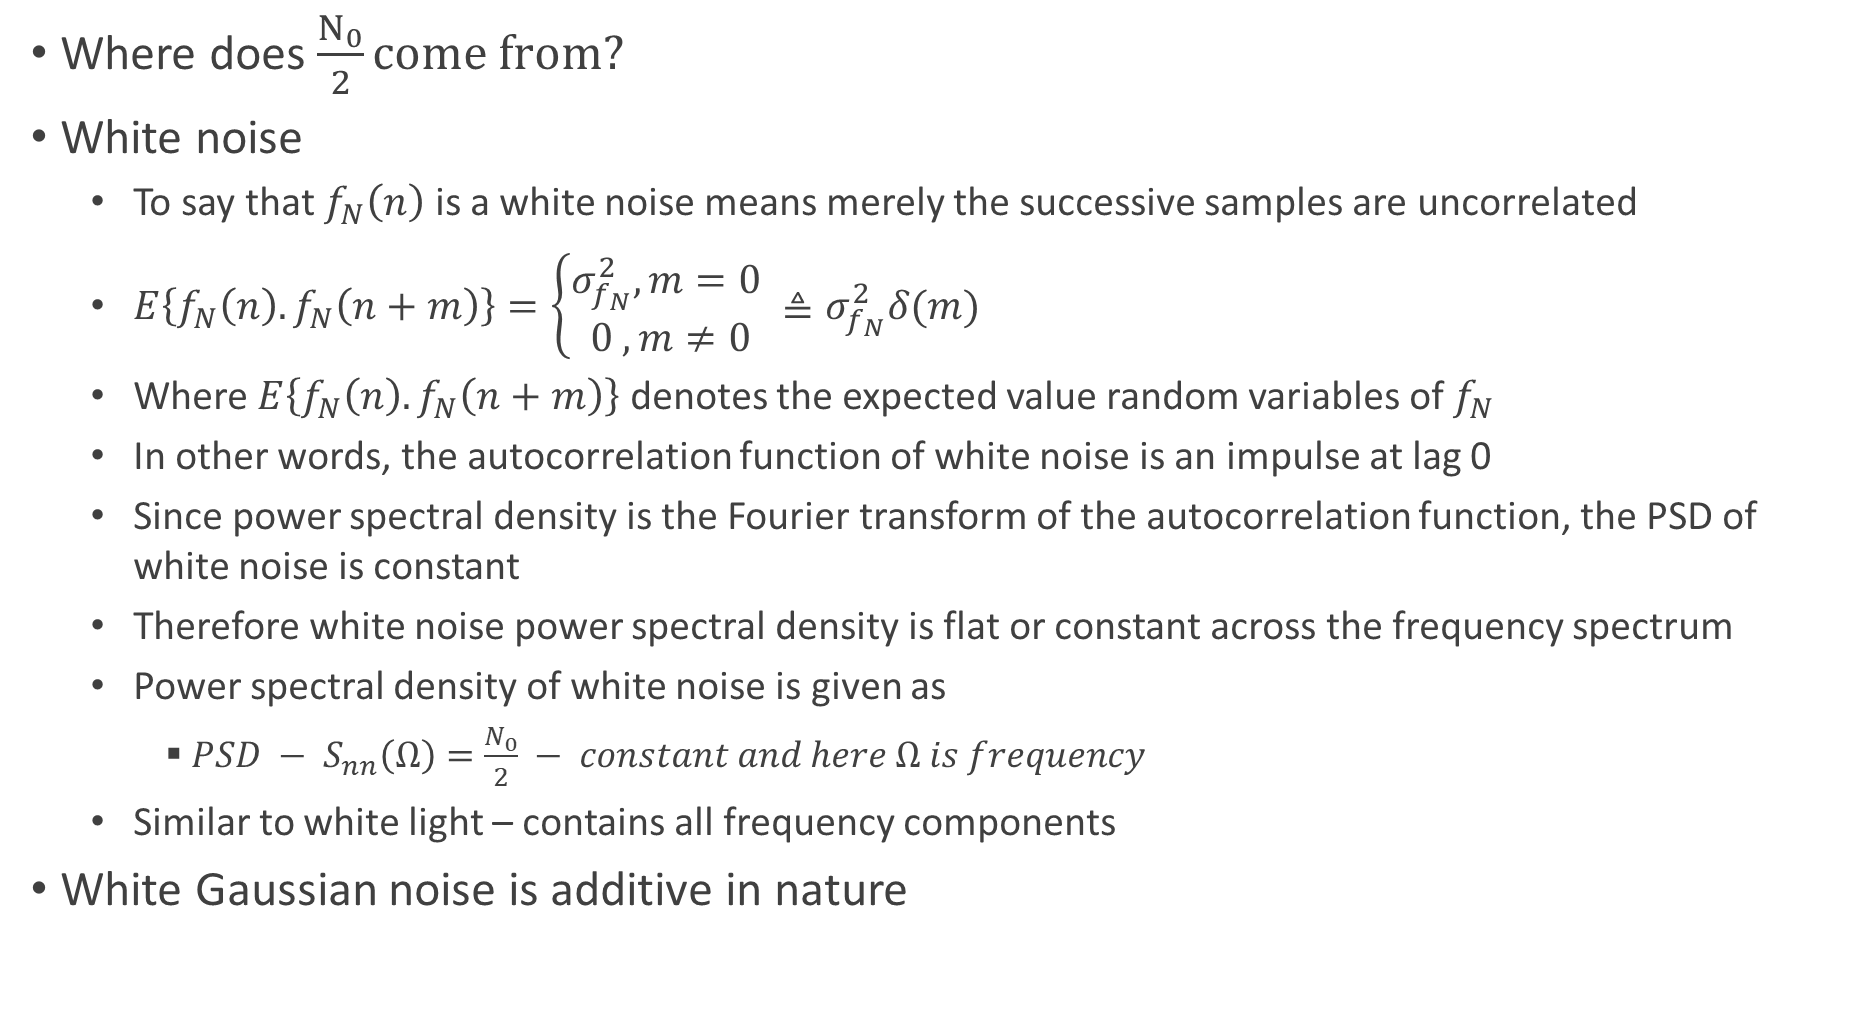 • Where does N₀/2 come from?
• White noise
• To say that f_N(n) is a white noise means merely the successive samples are uncorrelated
• E{f_N(n). f_N(n + m)} = { σ²_{f_N}, m = 0; 0 , m ≠ 0 ≜ σ²_{f_N} δ(m)
• Where E{f_N(n). f_N(n + m)} denotes the expected value random variables of f_N
• In other words, the autocorrelation function of white noise is an impulse at lag 0
• Since power spectral density is the Fourier transform of the autocorrelation function, the PSD of
white noise is constant
• Therefore white noise power spectral density is flat or constant across the frequency spectrum
• Power spectral density of white noise is given as
▪ PSD − S_{nn}(Ω) = N₀/2 − constant and here Ω is frequency
• Similar to white light – contains all frequency components
• White Gaussian noise is additive in nature